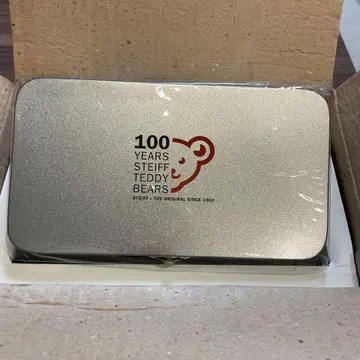 100
YEARS
STEIFF
TEDDY
BEARS
STEIFF - THE ORIGINAL SINCE 1902